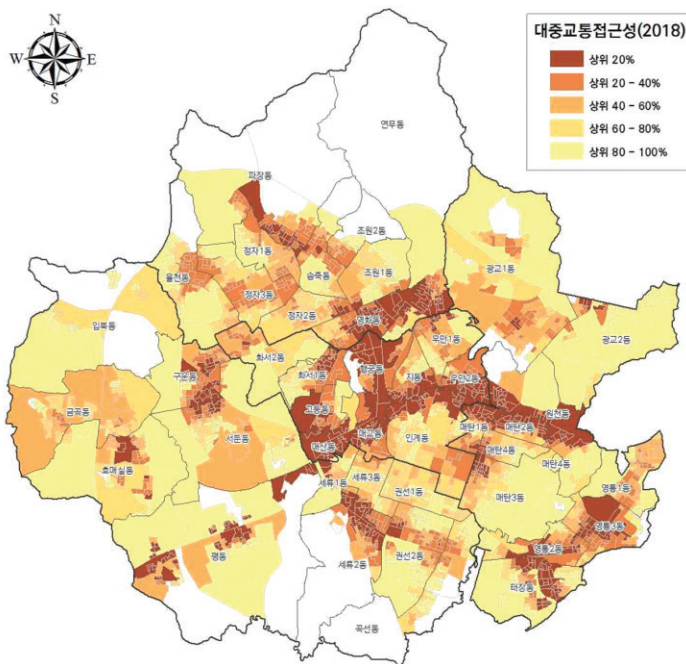 N
W
E
S
대중교통접근성(2018)
상위 20%
상위 20 - 40%
상위 40 - 60%
상위 60 - 80%
상위 80 - 100%
연무동
파장동
조원2동
정자1동
송죽동
조원1동
율천동
광교1동
정자3동
정자2동
영화동
입북동
우만1동
광교2동
화서2동
구운동
화서1동
행궁동
지동
우만2동
금곡동
고등동
원천동
서둔동
매교동
인계동
매탄1동
매탄2동
매산동
호매실동
매탄4동
세류1동
세류3동
권선1동
매탄4동
매탄3동
영통1동
영통3동
평동
세류2동
권선2동
영통2동
태장동
곡선동